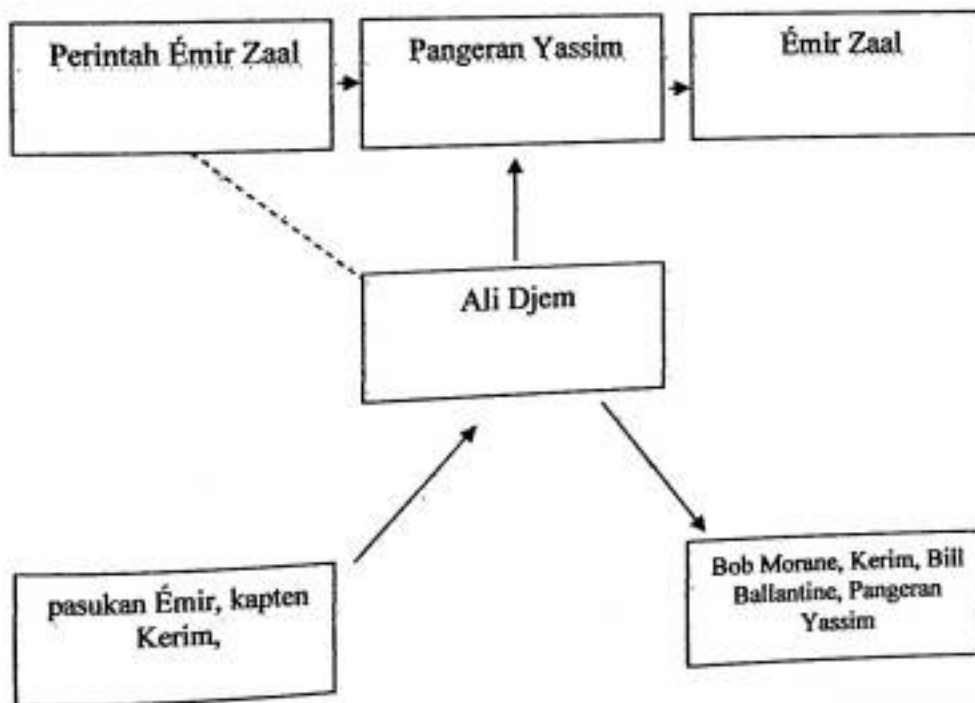 Perintah Émir Zaal
Pangeran Yassim
Émir Zaal
Ali Djem
pasukan Émir, kapten
Kerim,
Bob Morane, Kerim, Bill
Ballantine, Pangeran
Yassim